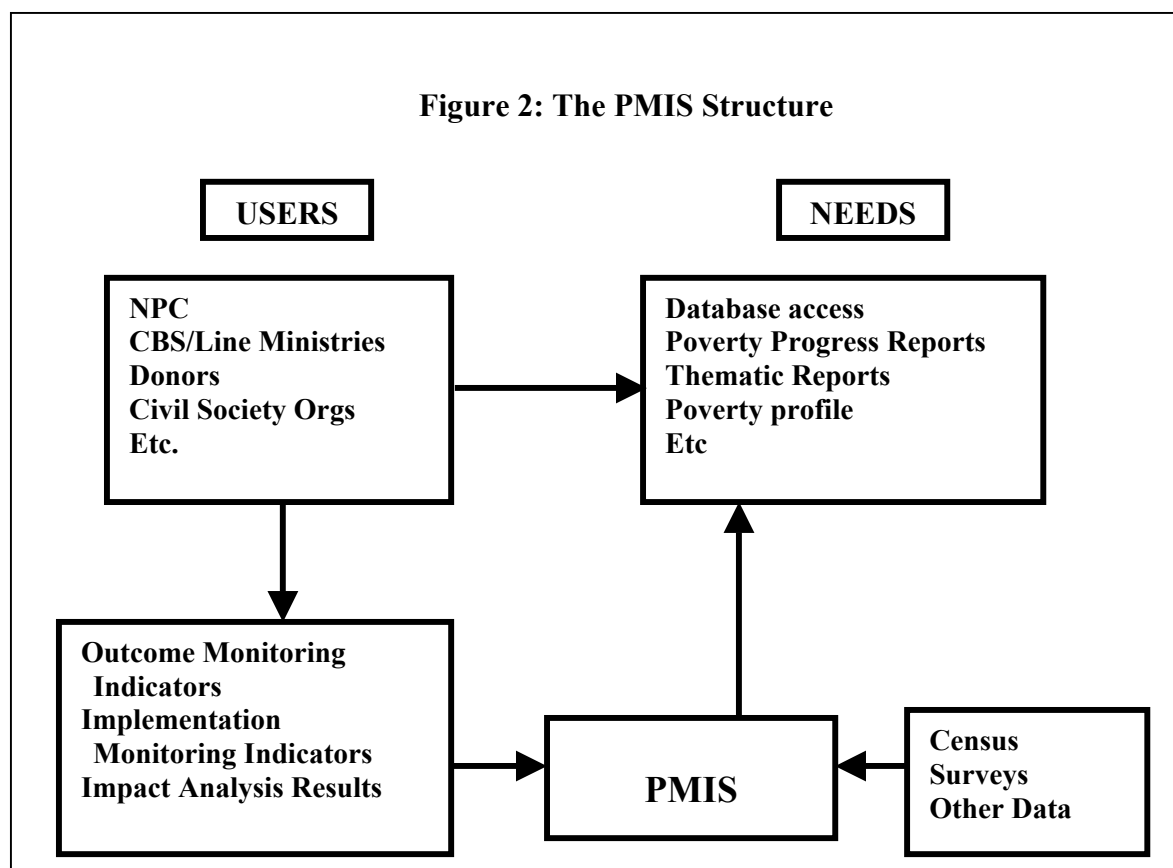 Figure 2: The PMIS Structure
USERS
NEEDS
NPC
CBS/Line Ministries
Donors
Civil Society Orgs
Etc.
Database access
Poverty Progress Reports
Thematic Reports
Poverty profile
Etc
Outcome Monitoring
Indicators
Implementation
Monitoring Indicators
Impact Analysis Results
PMIS
Census
Surveys
Other Data